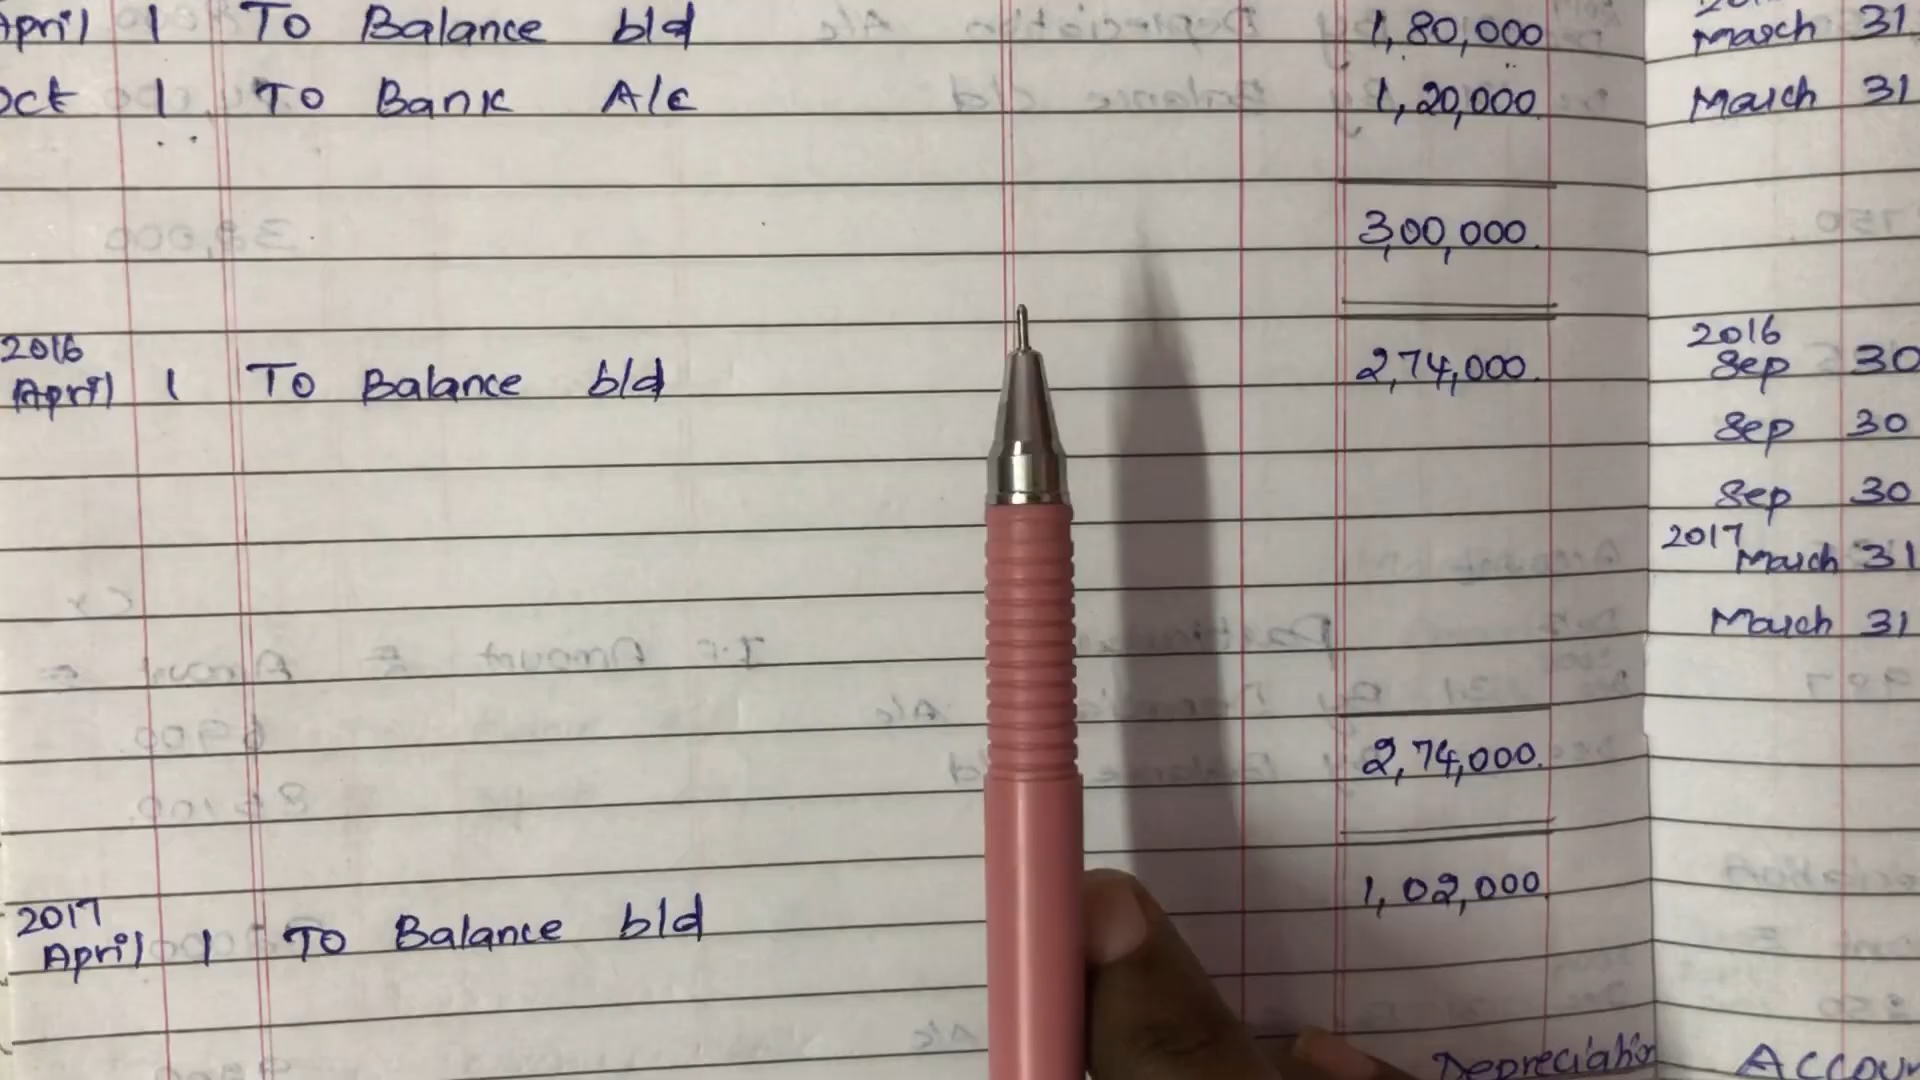 April 1 To Balance b/d 1,80,000 March 31
Oct 1 To Bank A/c 1,20,000 March 31
3,00,000
2016 2016
April 1 To Balance b/d 2,74,000 Sep 30
Sep 30
Sep 30
2017 March 31
March 31
2,74,000
2017
April 1 To Balance b/d 1,02,000
Depreciation Accoun